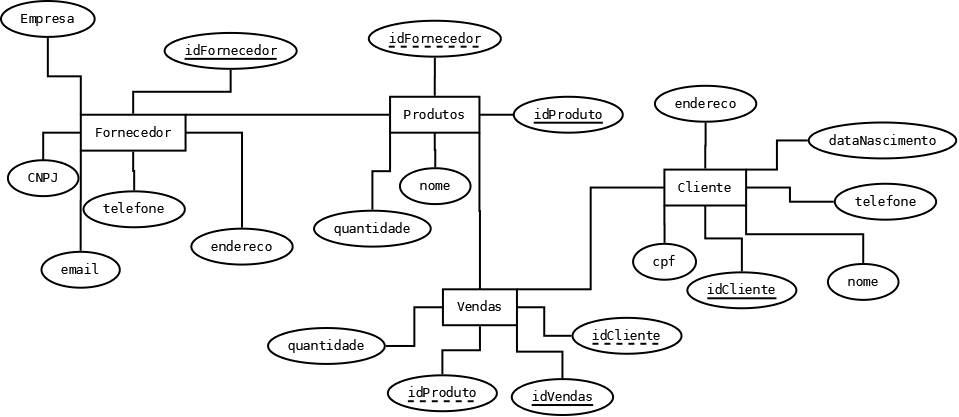 Empresa
idFornecedor
idFornecedor
endereco
Fornecedor
Produtos
idProduto
dataNascimento
CNPJ
nome
Cliente
telefone
telefone
quantidade
endereco
cpf
email
idCliente
nome
Vendas
quantidade
idCliente
idProduto
idVendas